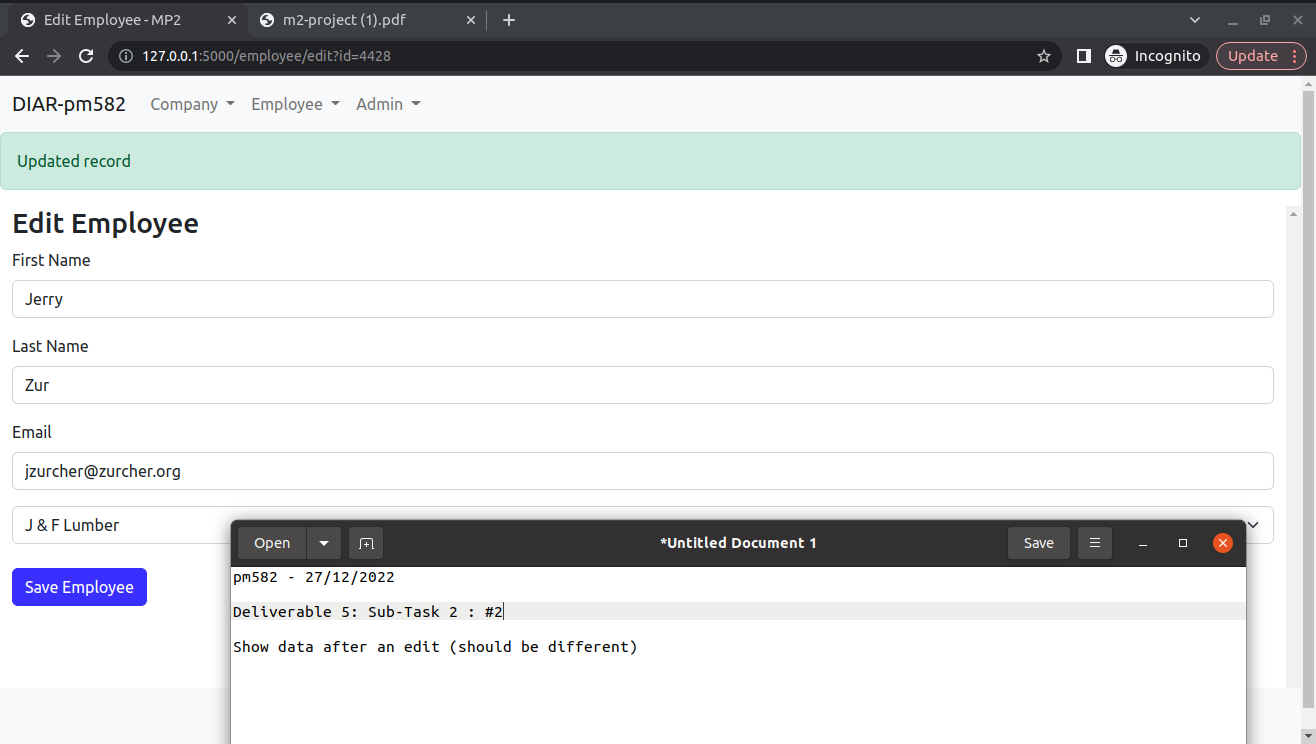 Edit Employee - MP2
m2-project (1).pdf
127.0.0.1:5000/employee/edit?id=4428
Incognito
Update
DIAR-pm582 Company Employee Admin
Updated record
Edit Employee
First Name
Jerry
Last Name
Zur
Email
jzurcher@zurcher.org
J & F Lumber
Save Employee
Open
*Untitled Document 1
Save
pm582 - 27/12/2022
Deliverable 5: Sub-Task 2 : #2
Show data after an edit (should be different)